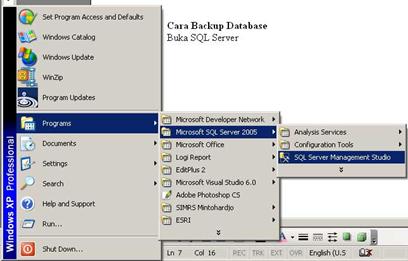 Cara Backup Database
Buka SQL Server
Set Program Access and Defaults
Windows Catalog
Windows Update
WinZip
Program Updates
Programs
Documents
Settings
Search
Help and Support
Run...
Shut Down...
Windows XP Professional
Microsoft Developer Network
Microsoft SQL Server 2005
Microsoft Office
Logi Report
EditPlus 2
Microsoft Visual Studio 6.0
Adobe Photoshop CS
SIMRS Mintohardjo
ESRI
Analysis Services
Configuration Tools
SQL Server Management Studio
A
Ln 7 Col 16 REC TRK EXT OVR English (U.S